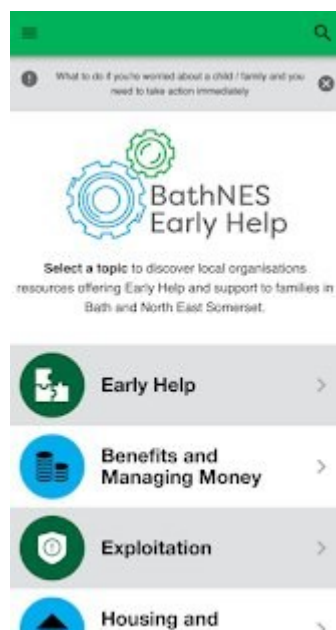 What to do if you're worried about a child / family and you
need to take action immediately
BathNES
Early Help
Select a topic to discover local organisations
resources offering Early Help and support to families in
Bath and North East Somerset.
Early Help
Benefits and
Managing Money
Exploitation
Housing and